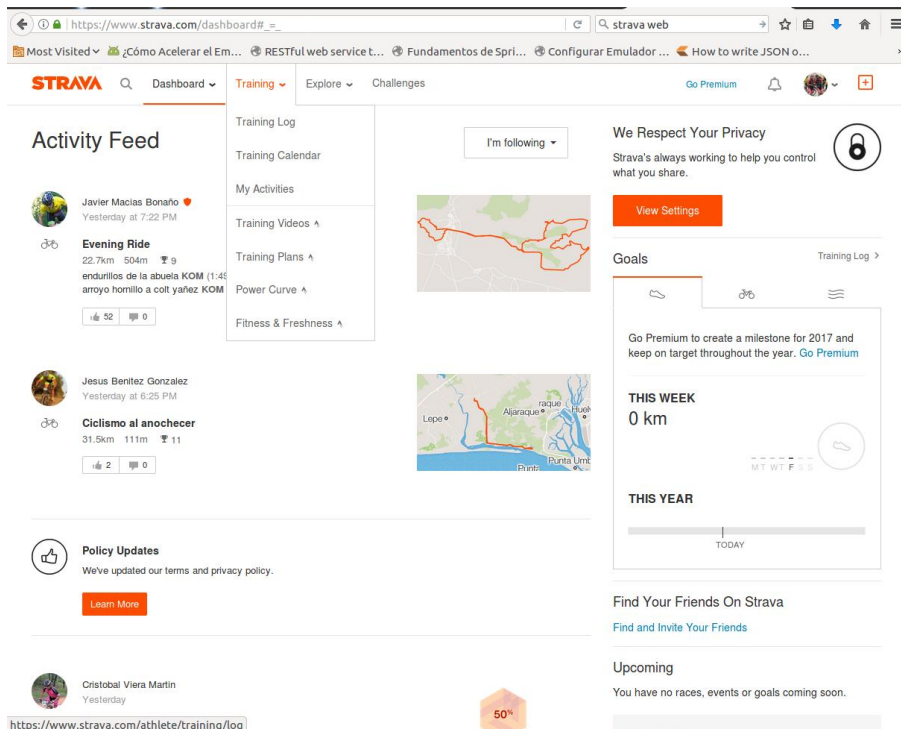 https://www.strava.com/dashboard#_=_
strava web
Most Visited
¿Cómo Acelerar el Em...
RESTful web service t...
Fundamentos de Spri...
Configurar Emulador ...
How to write JSON o...
STRAVA
Dashboard
Training
Explore
Challenges
Go Premium
Training Log
Training Calendar
My Activities
Training Videos
Training Plans
Power Curve
Fitness & Freshness
Activity Feed
I'm following
Javier Macias Bonaño
Yesterday at 7:22 PM
Evening Ride
22.7km 504m 9
endurillos de la abuela KOM (1:45
arroyo hornillo a colt yañez KOM
52 0
Jesus Benitez Gonzalez
Yesterday at 6:25 PM
Ciclismo al anochecer
31.5km 111m 11
2 0
Lepe
Aljaraque
raque
Huel
Punta Umb
Punta
Policy Updates
We've updated our terms and privacy policy.
Learn More
Cristobal Viera Martin
Yesterday
50%
We Respect Your Privacy
Strava's always working to help you control
what you share.
View Settings
Goals
Training Log >
Go Premium to create a milestone for 2017 and
keep on target throughout the year. Go Premium
THIS WEEK
0 km
M T W T F S S
THIS YEAR
TODAY
Find Your Friends On Strava
Find and Invite Your Friends
Upcoming
You have no races, events or goals coming soon.
https://www.strava.com/athlete/training/log